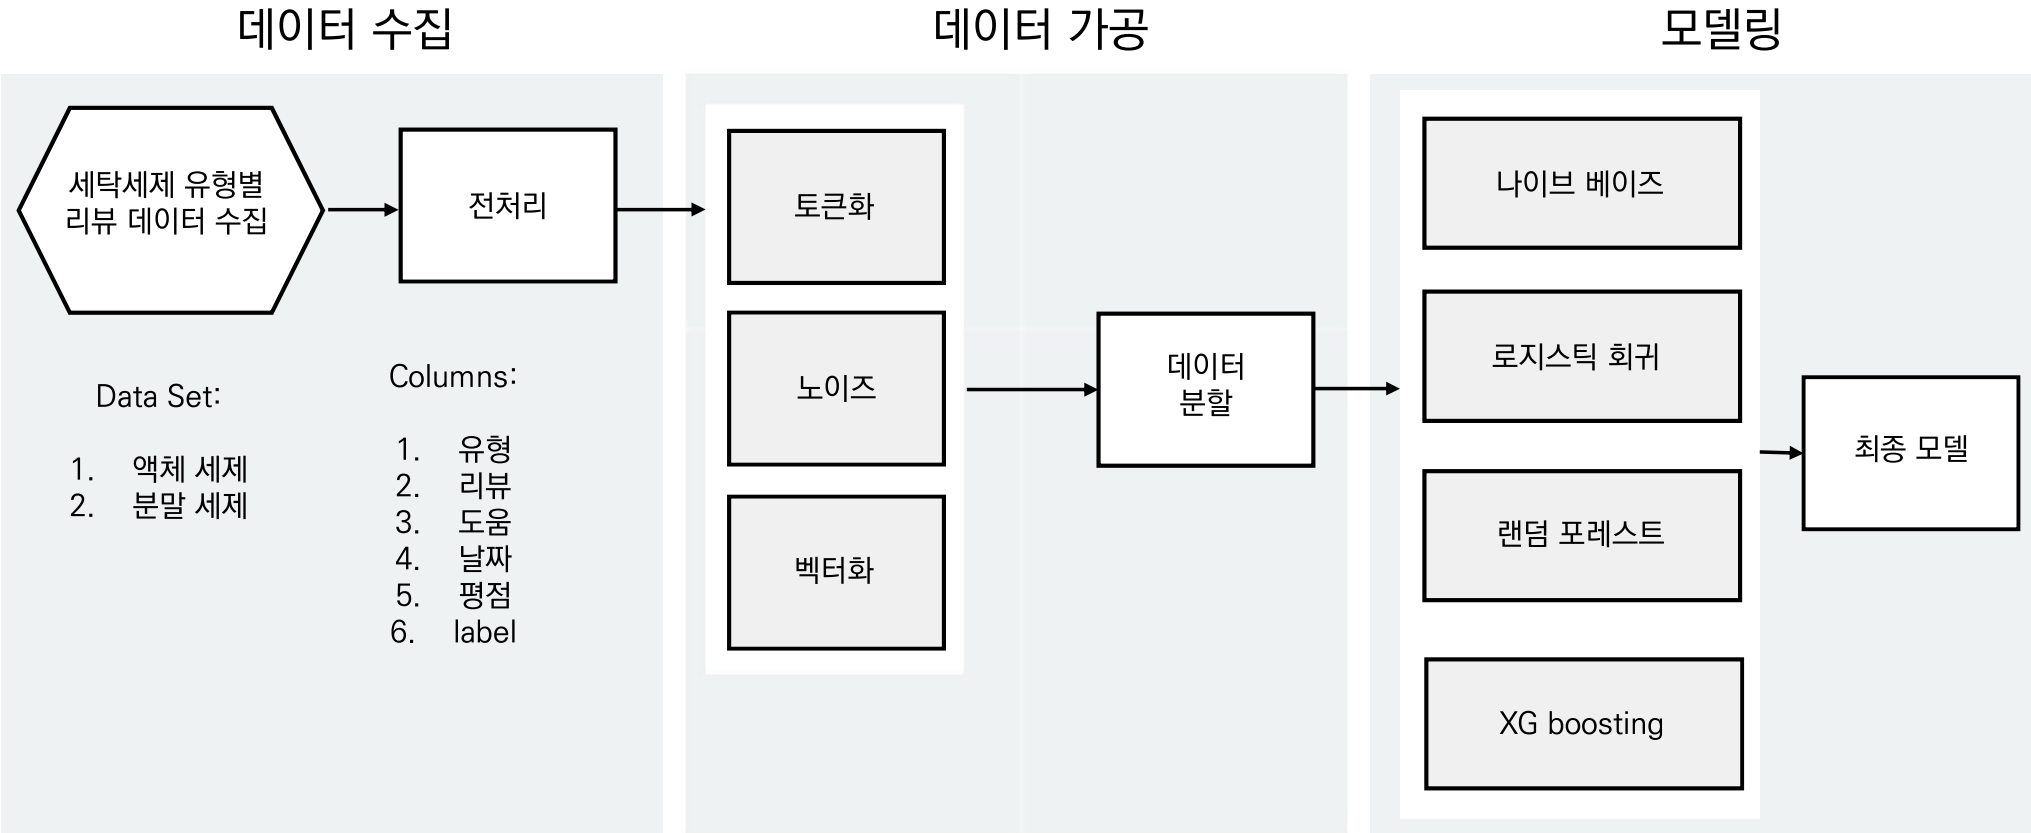 데이터 수집
세탁세제 유형별
리뷰 데이터 수집
전처리
Data Set:
1. 액체 세제
2. 분말 세제
Columns:
1. 유형
2. 리뷰
3. 도움
4. 날짜
5. 평점
6. label
데이터 가공
토큰화
노이즈
벡터화
데이터
분할
모델링
나이브 베이즈
로지스틱 회귀
랜덤 포레스트
XG boosting
최종 모델